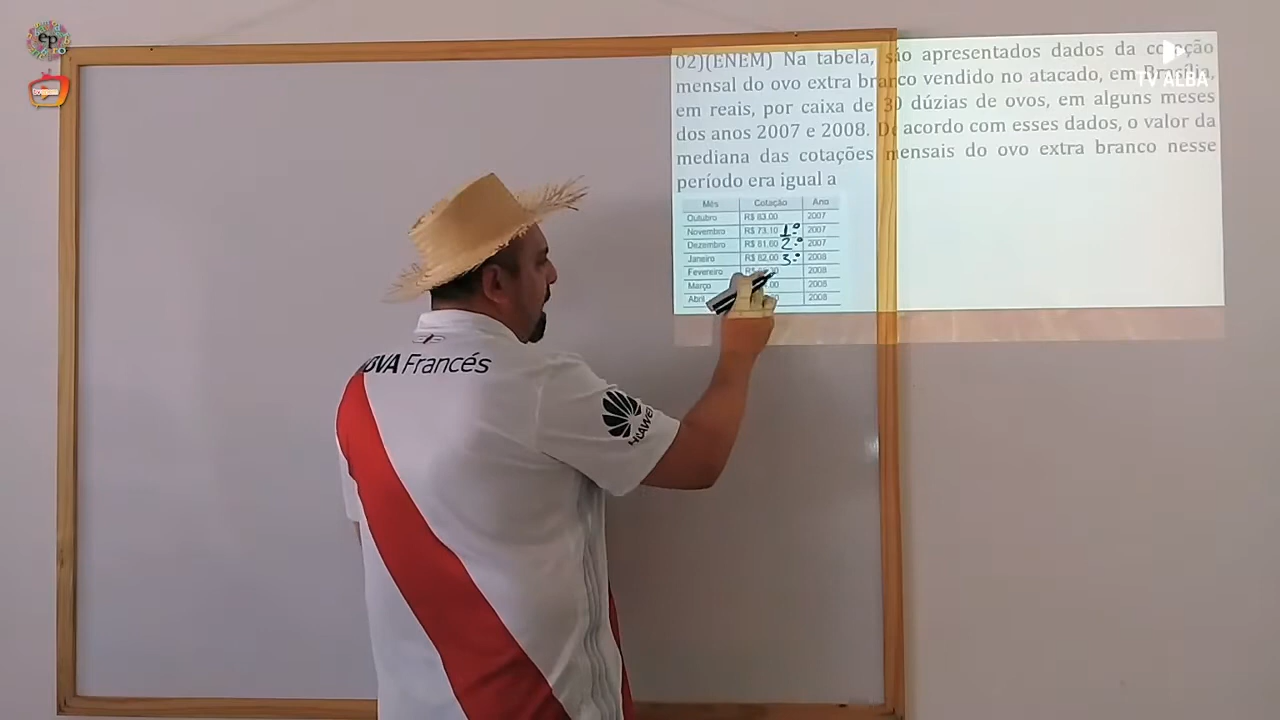 ep
TV ALBA
02)(ENEM) Na tabela, são apresentados dados da cotação
mensal do ovo extra branco vendido no atacado, em Brasília,
em reais, por caixa de 30 dúzias de ovos, em alguns meses
dos anos 2007 e 2008. De acordo com esses dados, o valor da
mediana das cotações mensais do ovo extra branco nesse
período era igual a
Mês Cotação Ano
Outubro R$ 83,00 2007
Novembro R$ 73,10 1.º 2007
Dezembro R$ 81,60 2.º 2007
Janeiro R$ 82,00 3.º 2008
Fevereiro R$ 2008
Março 2008
Abril 2008
BBVA Francés
HUAWEI